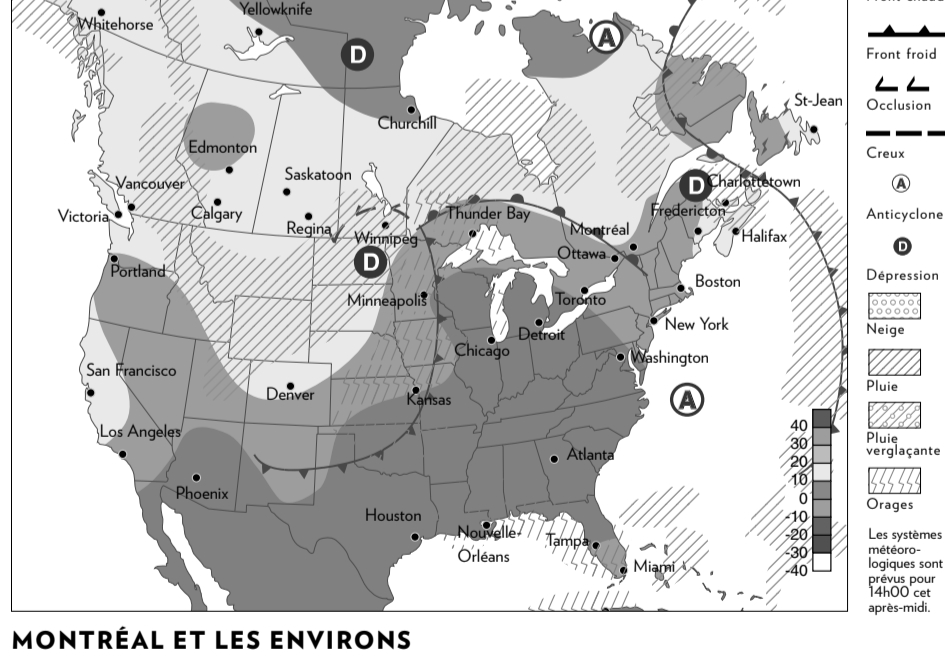 Yellowknife
Whitehorse
D
A
Front froid
Occlusion
Creux
A
Anticyclone
D
Dépression
Neige
Pluie
Pluie
verglaçante
Orages
Les systèmes
météoro-
logiques sont
prévus pour
14h00 cet
après-midi.
St-Jean
Churchill
Edmonton
Saskatoon
Vancouver
Victoria
Calgary
Regina
Winnipeg
D
Thunder Bay
D
Charlottetown
Fredericton
Halifax
Montréal
Ottawa
Portland
Minneapolis
Toronto
Boston
Detroit
New York
Chicago
Washington
San Francisco
Denver
Kansas
A
Los Angeles
Atlanta
Phoenix
Houston
Nouvelle-
Orléans
Tampa
Miami
40
30
20
10
0
-10
-20
-30
-40
MONTRÉAL ET LES ENVIRONS